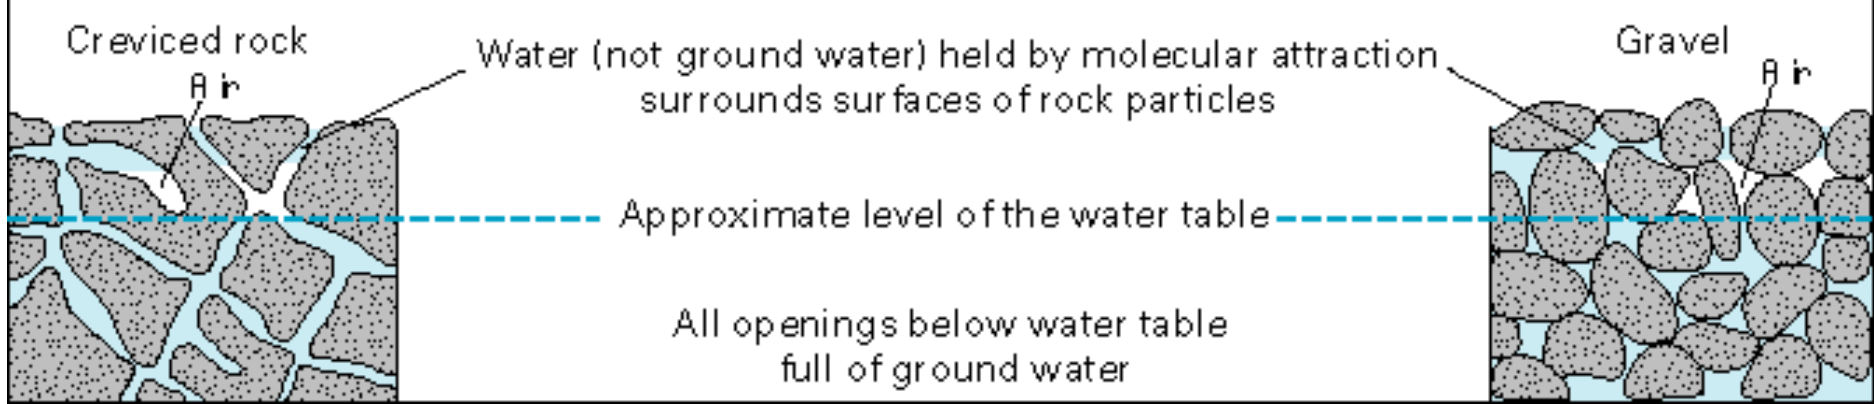 Creviced rock
Air
Water (not ground water) held by molecular attraction
surrounds surfaces of rock particles
Gravel
Air
Approximate level of the water table
All openings below water table
full of ground water